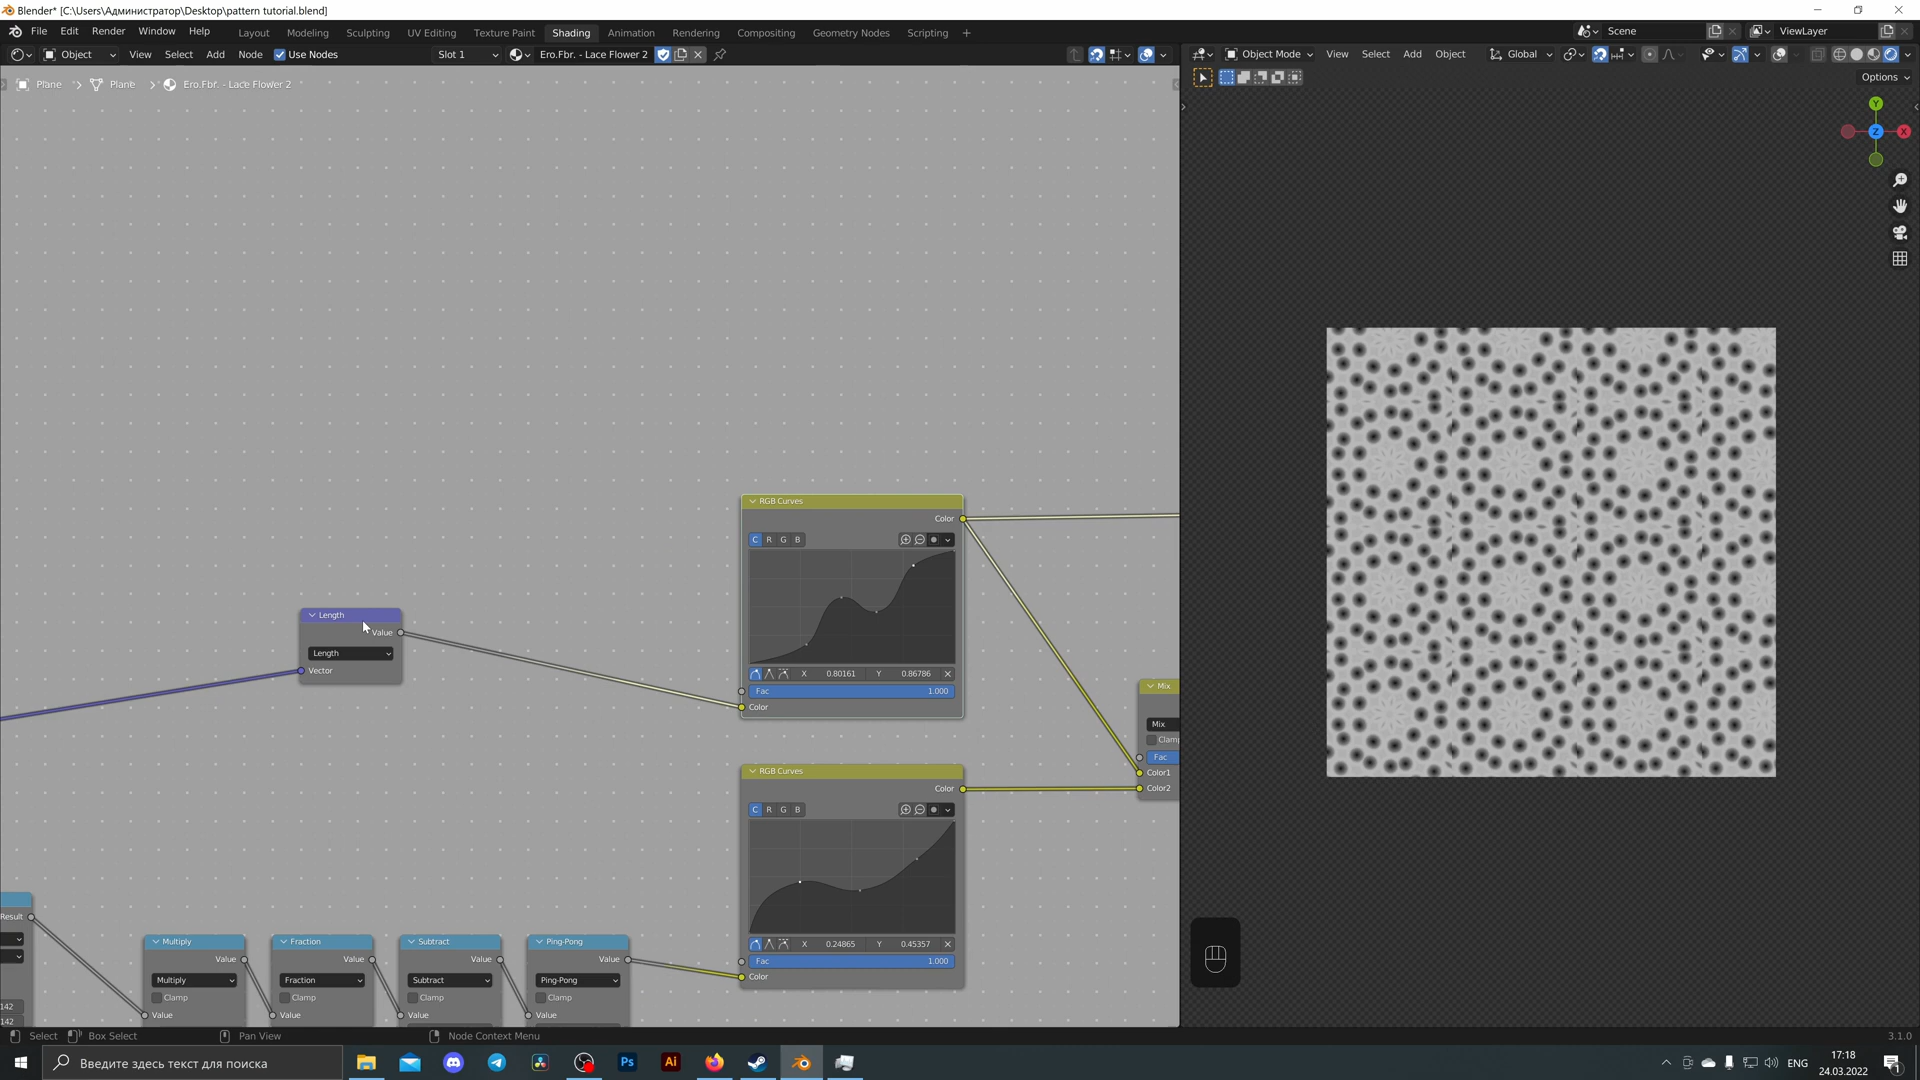 Blender* [C:\Users\Администратор\Desktop\pattern tutorial.blend]
File Edit Render Window Help Layout Modeling Sculpting UV Editing Texture Paint Shading Animation Rendering Compositing Geometry Nodes Scripting + Scene ViewLayer
Object View Select Add Node Use Nodes Slot 1 Ero.Fbr. - Lace Flower 2 Object Mode View Select Add Object Global
Options
Plane Plane Ero.Fbr. - Lace Flower 2
Y
Z X
RGB Curves
Color
C R G B
X 0.80161 Y 0.86786
Fac 1.000
Color
Length
Value
Length
Vector
Mix
Mix
Clamp
Fac
Color1
Color2
RGB Curves
Color
C R G B
X 0.24865 Y 0.45357
Fac 1.000
Color
Result
142
142
Multiply
Value
Multiply
Clamp
Value
Fraction
Value
Fraction
Clamp
Value
Subtract
Value
Subtract
Clamp
Value
Ping-Pong
Value
Ping-Pong
Clamp
Value
Select Box Select Pan View Node Context Menu 3.1.0
Введите здесь текст для поиска
Ps
Ai
ENG
17:18
24.03.2022
1